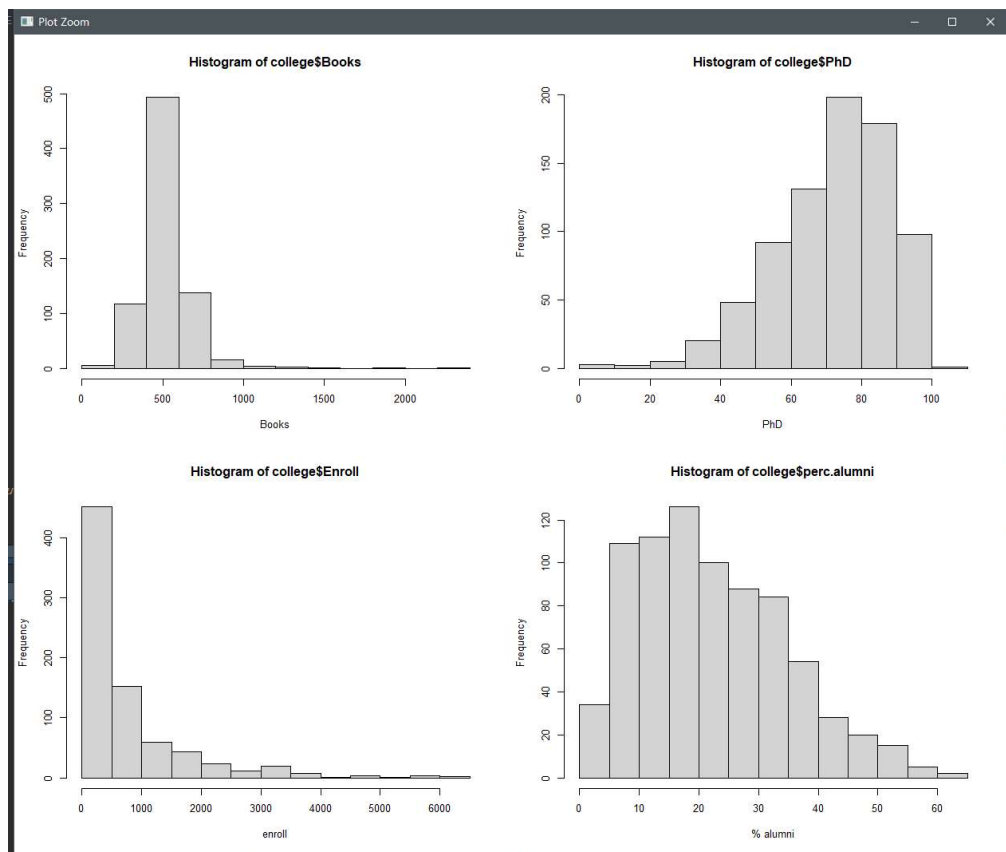 Plot Zoom
Histogram of college$Books
Frequency
0 100 200 300 400 500
0 500 1000 1500 2000
Books
Histogram of college$PhD
Frequency
0 50 100 150 200
0 20 40 60 80 100
PhD
Histogram of college$Enroll
Frequency
0 100 200 300 400
0 1000 2000 3000 4000 5000 6000
enroll
Histogram of college$perc.alumni
Frequency
0 20 40 60 80 100 120
0 10 20 30 40 50 60
% alumni